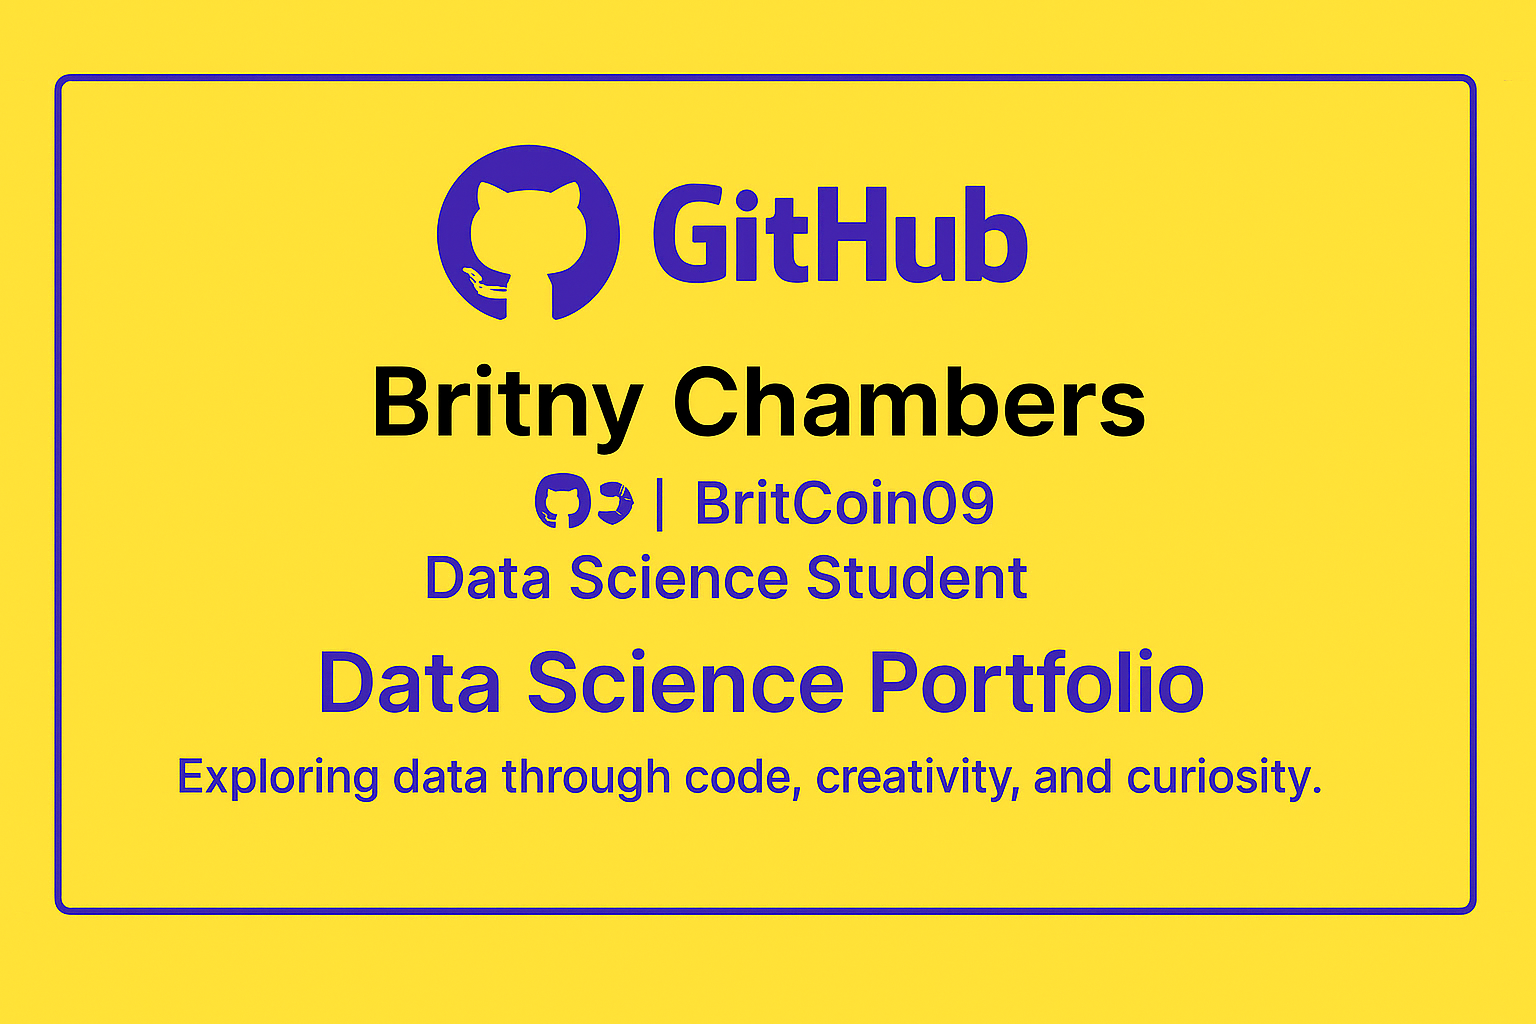 GitHub
Britny Chambers
| BritCoin09
Data Science Student
Data Science Portfolio
Exploring data through code, creativity, and curiosity.